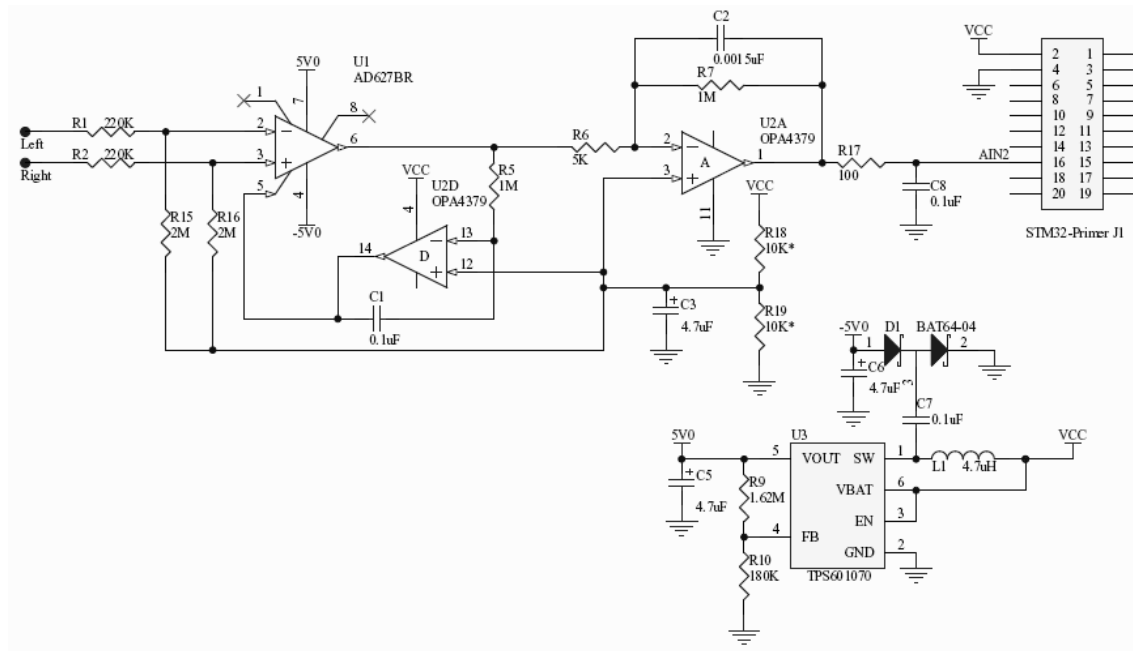 C2
0.0015uF
VCC
R7
1M
2 1
4 3
6 5
8 7
10 9
12 11
14 13
16 15
18 17
20 19
STM32-Primer J1
AIN2
U1
AD627BR
5V0
1
7
8
R1 220K
Left
R2 220K
Right
2
3
5
6
4
-5V0
R15
2M
R16
2M
R6
5K
R5
1M
U2A
OPA4379
2
3
A
1
11
R17
100
C8
0.1uF
VCC
U2D
OPA4379
4
14
D
13
12
C1
0.1uF
VCC
R18
10K*
R19
10K*
C3
4.7uF
-5V0
D1
BAT64-04
1
2
3
C6
4.7uF
C7
0.1uF
5V0
C5
4.7uF
R9
1.62M
R10
180K
U3
5
VOUT
SW
1
VBAT
6
EN
3
4
FB
GND
2
TPS601070
L1
4.7uH
VCC